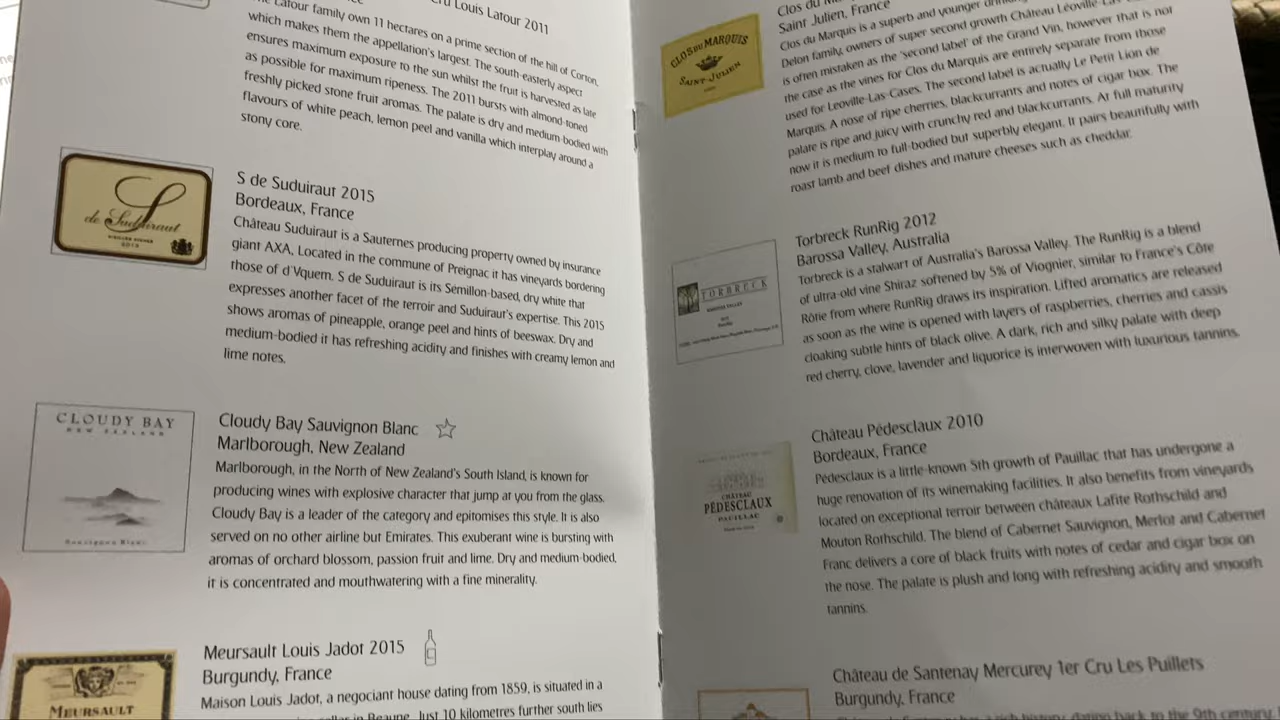 Cru Louis Latour 2011
Latour family own 11 hectares on a prime section of the hill of Corton,
which makes them the appellation's largest. The south-easterly aspect
ensures maximum exposure to the sun whilst the fruit is harvested as late
as possible for maximum ripeness. The 2011 bursts with almond-toned
freshly picked stone fruit aromas. The palate is dry and medium-bodied with
flavours of white peach, lemon peel and vanilla which interplay around a
stony core.
S
de Suduiraut
S de Suduiraut 2015
Bordeaux, France
Château Suduiraut is a Sauternes producing property owned by insurance
giant AXA, Located in the commune of Preignac it has vineyards bordering
those of d'Yquem. S de Suduiraut is its Sémillon-based, dry white that
expresses another facet of the terroir and Suduiraut's expertise. This 2015
shows aromas of pineapple, orange peel and hints of beeswax. Dry and
medium-bodied it has refreshing acidity and finishes with creamy lemon and
lime notes.
CLOUDY BAY
NEW ZEALAND
Sauvignon Blanc
Cloudy Bay Sauvignon Blanc
Marlborough, New Zealand
Marlborough, in the North of New Zealand's South Island, is known for
producing wines with explosive character that jump at you from the glass.
Cloudy Bay is a leader of the category and epitomises this style. It is also
served on no other airline but Emirates. This exuberant wine is bursting with
aromas of orchard blossom, passion fruit and lime. Dry and medium-bodied,
it is concentrated and mouthwatering with a fine minerality.
MEURSAULT
Meursault Louis Jadot 2015
Burgundy, France
Maison Louis Jadot, a negociant house dating from 1859, is situated in a
in Beaune. Just 10 kilometres further south lies
CLOS DU MARQUIS
SAINT-JULIEN
Clos du
Saint Julien, France
Clos du Marquis is a superb and younger drinking
Delon family, owners of super second growth Château Léoville-Las
is often mistaken as the 'second label' of the Grand Vin, however that is not
the case as the vines for Clos du Marquis are entirely separate from those
used for Leoville-Las-Cases. The second label is actually Le Petit Lion de
Marquis. A nose of ripe cherries, blackcurrants and notes of cigar box. The
palate is ripe and juicy with crunchy red and blackcurrants. At full maturity
now it is medium to full-bodied but superbly elegant. It pairs beautifully with
roast lamb and beef dishes and mature cheeses such as cheddar.
TORBRECK
Torbreck RunRig 2012
Barossa Valley, Australia
Torbreck is a stalwart of Australia's Barossa Valley. The RunRig is a blend
of ultra-old vine Shiraz softened by 5% of Viognier, similar to France's Côte
Rôtie from where RunRig draws its inspiration. Lifted aromatics are released
as soon as the wine is opened with layers of raspberries, cherries and cassis
cloaking subtle hints of black olive. A dark, rich and silky palate with deep
red cherry, clove, lavender and liquorice is interwoven with luxurious tannins.
CHÂTEAU
PÉDESCLAUX
PAUILLAC
Château Pédesclaux 2010
Bordeaux, France
Pedesclaux is a little-known 5th growth of Pauillac that has undergone a
huge renovation of its winemaking facilities. It also benefits from vineyards
located on exceptional terroir between châteaux Lafite Rothschild and
Mouton Rothschild. The blend of Cabernet Sauvignon, Merlot and Cabernet
Franc delivers a core of black fruits with notes of cedar and cigar box on
the nose. The palate is plush and long with refreshing acidity and smooth
tannins.
Château de Santenay Mercurey 1er Cru Les Puillets
Burgundy, France